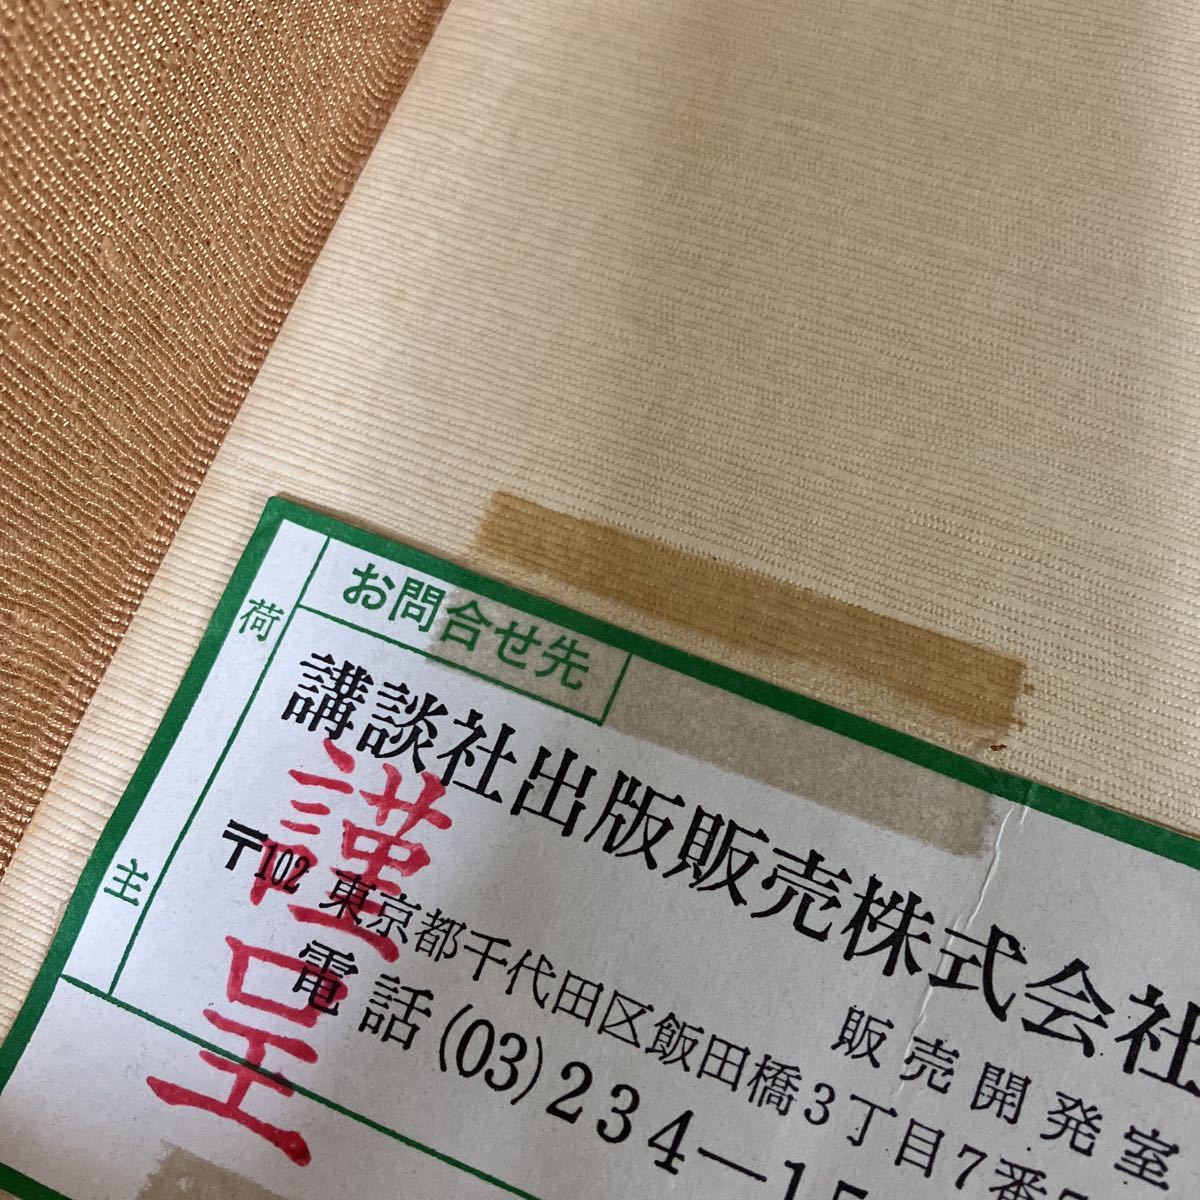 お問合せ先
荷主
講談社出版販売株式会社
販売開発室
〒102 東京都千代田区飯田橋3丁目7番
電話(03)234-15
謹呈